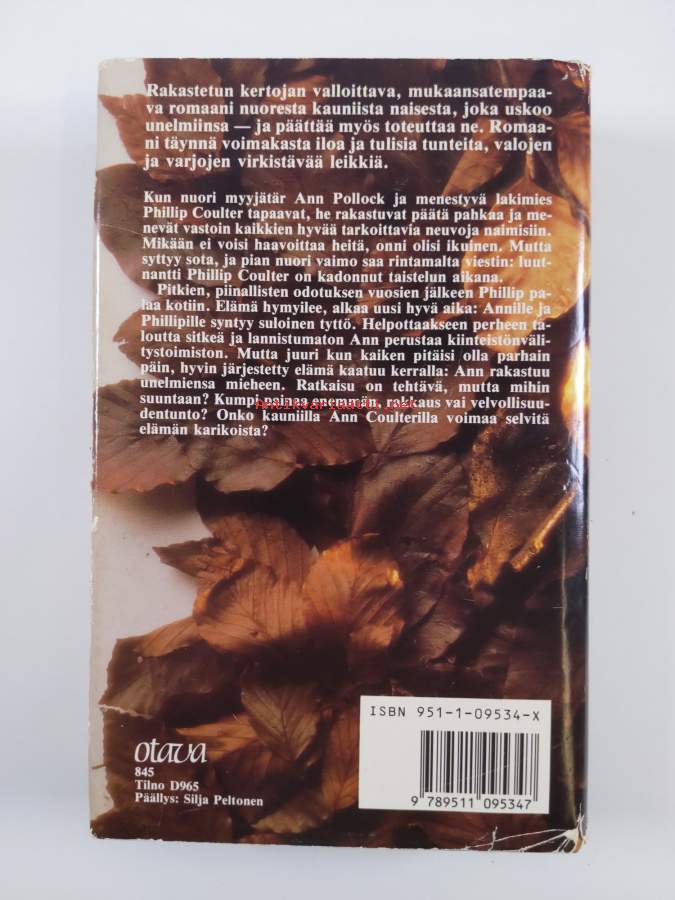 Rakastetun kertojan valloittava, mukaansatempaa-
va romaani nuoresta kauniista naisesta, joka uskoo
unelmiinsa — ja päättää myös toteuttaa ne. Romaa-
ni täynnä voimakasta iloa ja tulisia tunteita, valojen
ja varjojen virkistävää leikkiä.
Kun nuori myyjätär Ann Pollock ja menestyvä lakimies
Phillip Coulter tapaavat, he rakastuvat päätä pahkaa ja me-
nevät vastoin kaikkien hyvää tarkoittavia neuvoja naimisiin.
Mikään ei voisi haavoittaa heitä, onni olisi ikuinen. Mutta
syttyy sota, ja pian nuori vaimo saa rintamalta viestin: luut-
nantti Phillip Coulter on kadonnut taistelun aikana.
Pitkien, piinallisten odotuksen vuosien jälkeen Phillip pa-
laa kotiin. Elämä hymyilee, alkaa uusi hyvä aika: Annille ja
Phillipille syntyy suloinen tyttö. Helpottaakseen perheen ta-
loutta sitkeä ja lannistumaton Ann perustaa kiinteistönväli-
tystoimiston. Mutta juuri kun kaiken pitäisi olla parhain
päin, hyvin järjestetty elämä kaatuu kerralla: Ann rakastuu
unelmiensa mieheen. Ratkaisu on tehtävä, mutta mihin
suuntaan? Kumpi painaa enemmän, rakkaus vai velvollisuu-
dentunto? Onko kauniilla Ann Coulterilla voimaa selvitä
elämän karikoista?
antikvariaatti.net
ISBN 951-1-09534-X
9 789511 095347
otava
845
Tilno D965
Päällys: Silja Peltonen